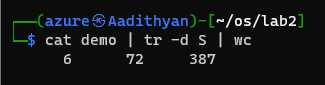 ┌──(azure㉿Aadithyan)-[~/os/lab2]
└─$ cat demo | tr -d S | wc
      6      72     387